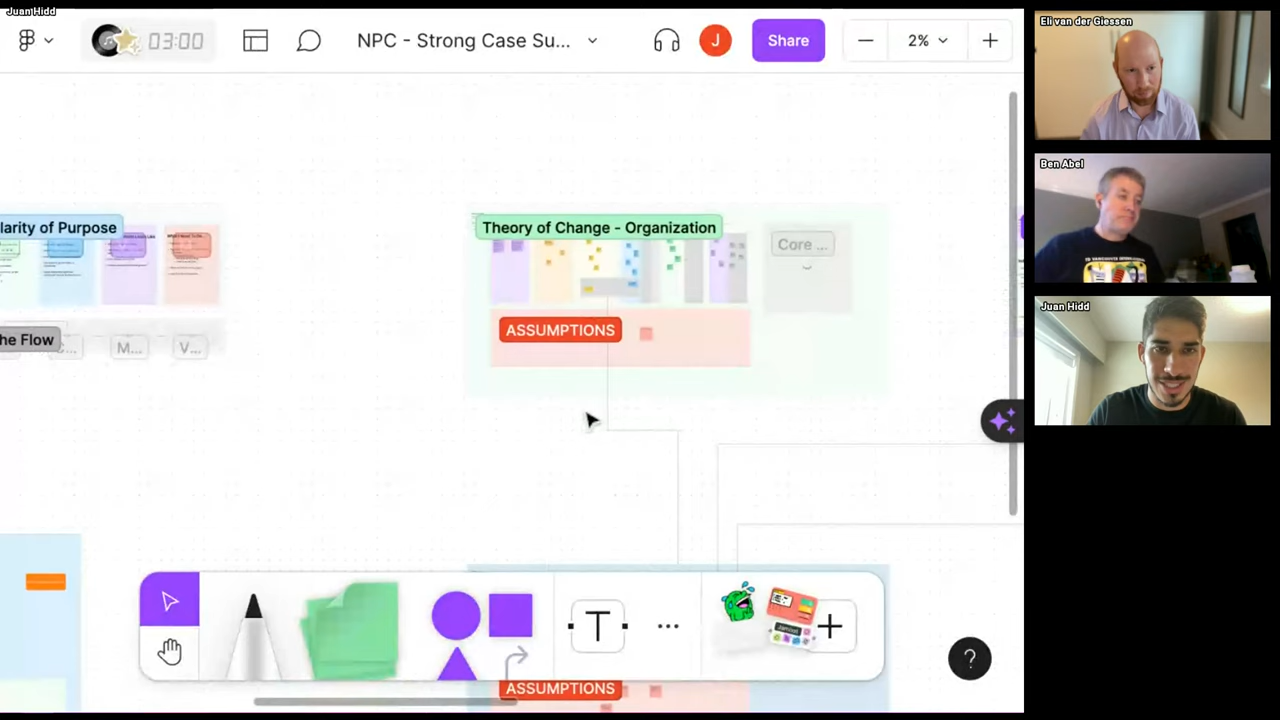 Juan Hidd
03:00
NPC - Strong Case Su...
J
Share
2%
Eli van der Giessen
Ben Abel
Juan Hidd
larity of Purpose
he Flow
C...
M...
V...
Theory of Change - Organization
Core ...
ASSUMPTIONS
T
?
ASSUMPTIONS